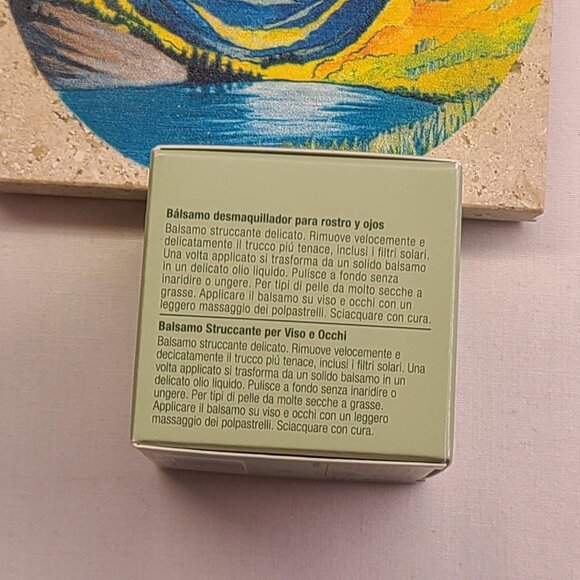 Bálsamo desmaquillador para rostro y ojos
Balsamo struccante delicato. Rimuove velocemente e
delicatamente il trucco piú tenace, inclusi i filtri solari.
Una volta applicato si trasforma da un solido balsamo
in un delicato olio liquido. Pulisce a fondo senza
inaridire o ungere. Per tipi di pelle da molto secche a
grasse. Applicare il balsamo su viso e occhi con un
leggero massaggio dei polpastrelli. Sciacquare con cura.
Balsamo Struccante per Viso e Occhi
Balsamo struccante delicato. Rimuove velocemente e
decicatamente il trucco piú tenace, inclusi i filtri solari. Una
volta applicato si trasforma da un solido balsamo in un
delicato olio liquido. Pulisce a fondo senza inaridire o
ungere. Per tipi di pelle da molto secche a grasse.
Applicare il balsamo su viso e occhi con un leggero
massaggio dei polpastrelli. Sciacquare con cura.